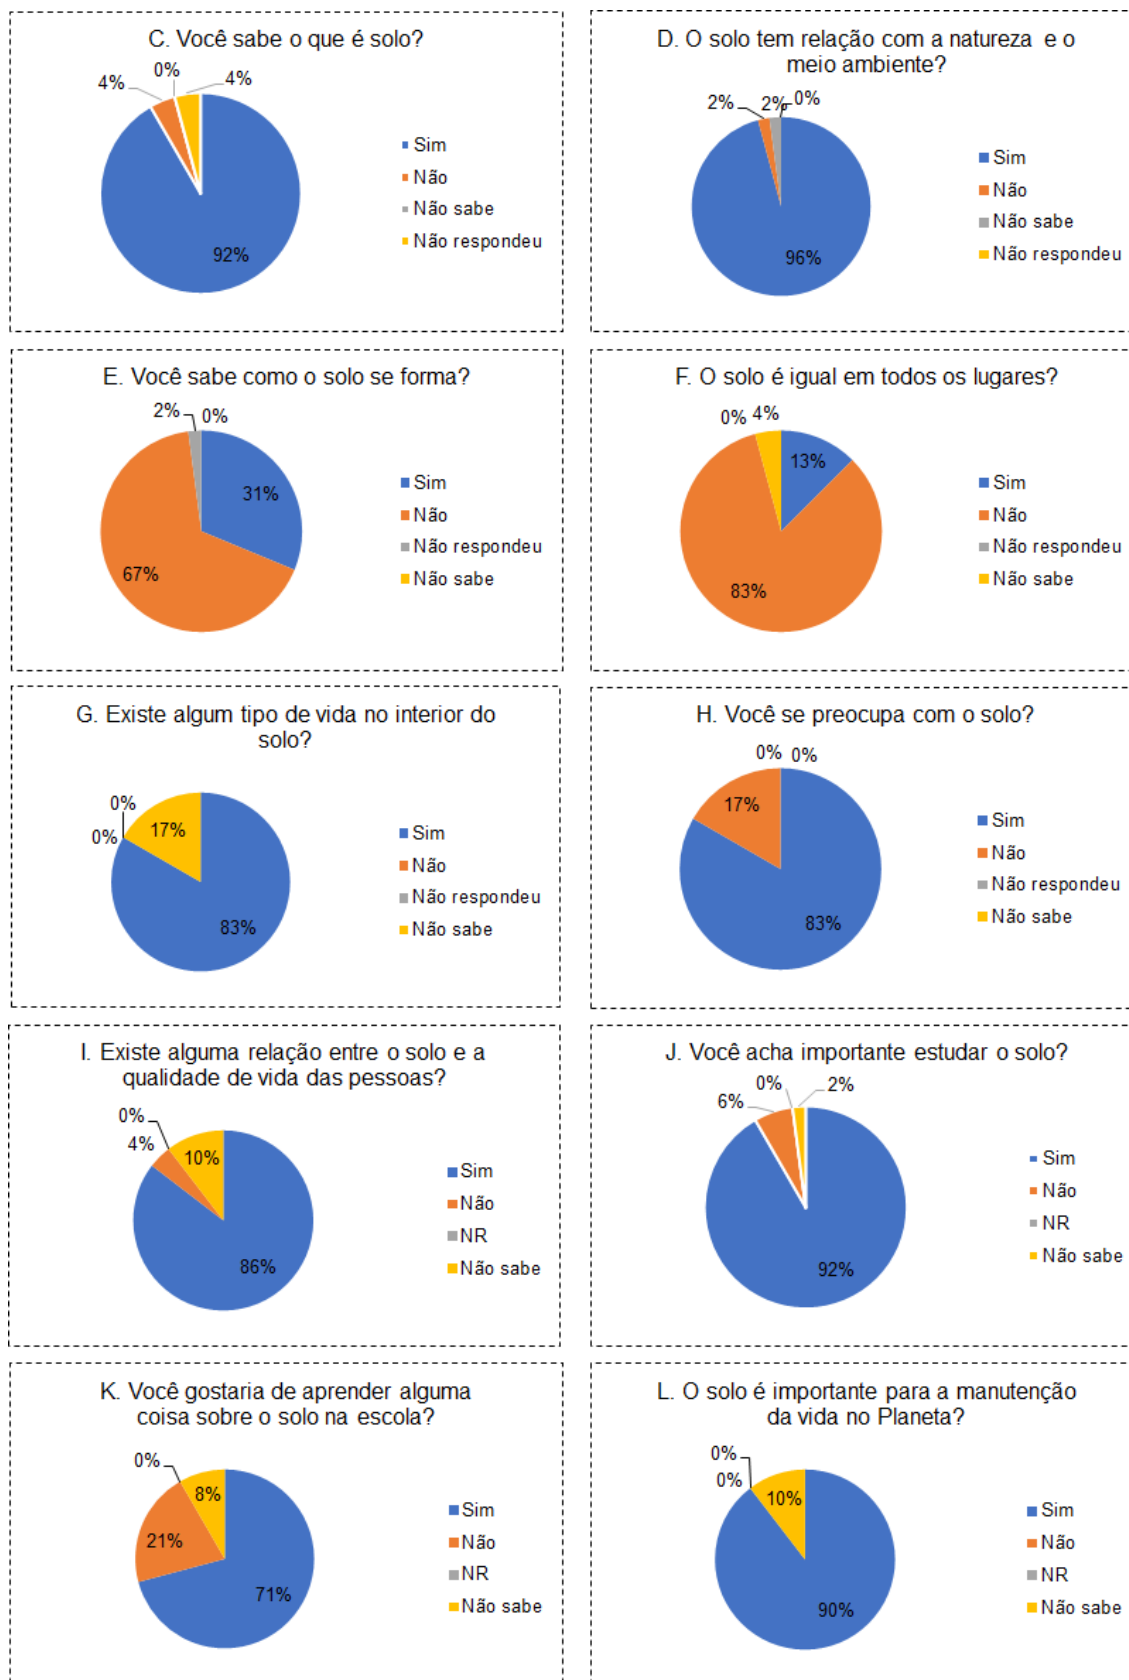 C. Você sabe o que é solo?
4%
0%
4%
92%
Sim
Não
Não sabe
Não respondeu
D. O solo tem relação com a natureza e o
meio ambiente?
2%
2%
0%
96%
Sim
Não
Não sabe
Não respondeu
E. Você sabe como o solo se forma?
2%
0%
31%
67%
Sim
Não
Não respondeu
Não sabe
F. O solo é igual em todos os lugares?
0%
4%
13%
83%
Sim
Não
Não respondeu
Não sabe
G. Existe algum tipo de vida no interior do
solo?
0%
0%
17%
83%
Sim
Não
Não respondeu
Não sabe
H. Você se preocupa com o solo?
0%
0%
17%
83%
Sim
Não
Não respondeu
Não sabe
I. Existe alguma relação entre o solo e a
qualidade de vida das pessoas?
0%
4%
10%
86%
Sim
Não
NR
Não sabe
J. Você acha importante estudar o solo?
0%
2%
6%
92%
Sim
Não
NR
Não sabe
K. Você gostaria de aprender alguma
coisa sobre o solo na escola?
0%
8%
21%
71%
Sim
Não
NR
Não sabe
L. O solo é importante para a manutenção
da vida no Planeta?
0%
0%
10%
90%
Sim
Não
NR
Não sabe